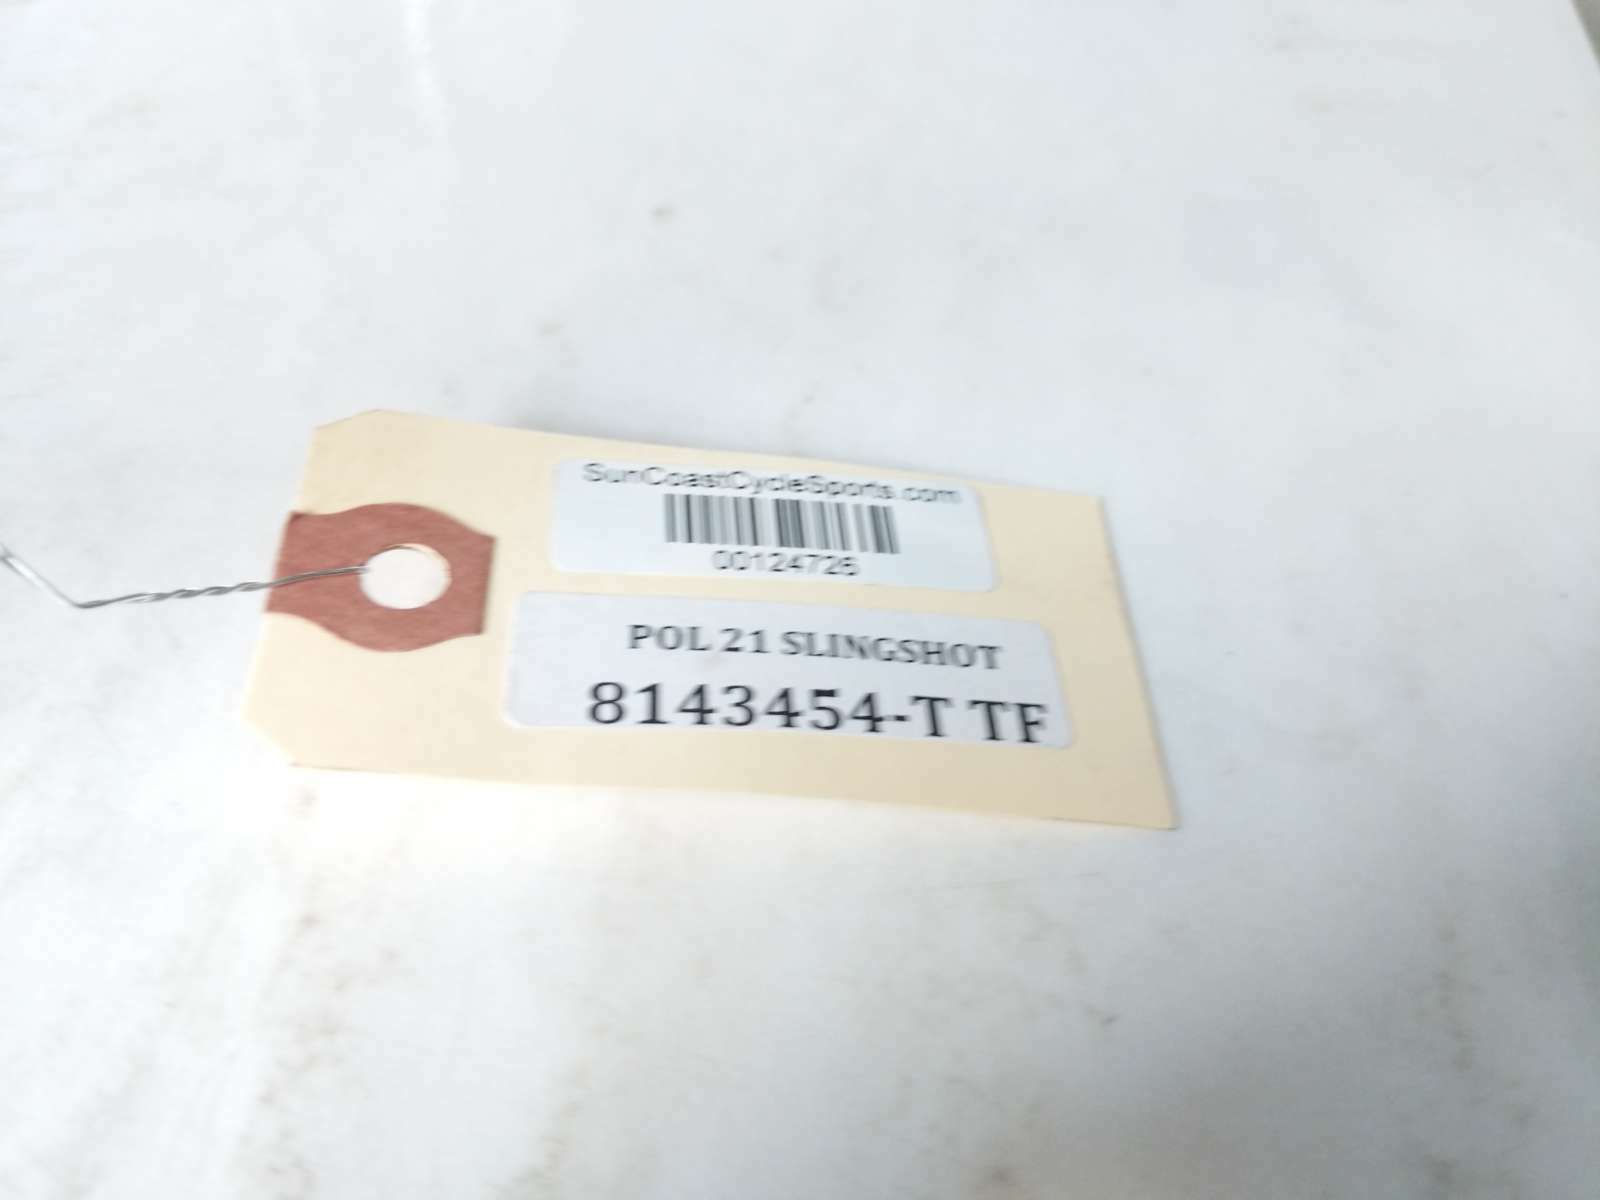 SunCoastCycleSports.com
00124726
POL 21 SLINGSHOT
8143454-T TF